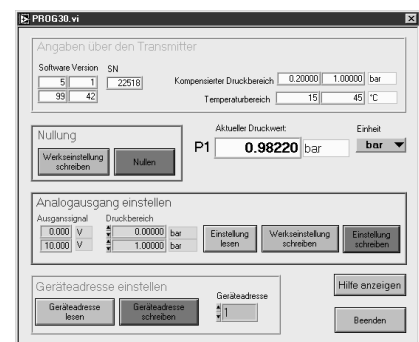 PROG30.vi
Angaben über den Transmitter
Software Version SN
5 1 22518
99 42
Kompensierter Druckbereich 0.20000 1.00000 bar
Temperaturbereich 15 45 °C
Nullung
Werkseinstellung schreiben
Nullen
Aktueller Druckwert:
P1 0.98220 bar
Einheit
bar
Analogausgang einstellen
Ausganssignal Druckbereich
0.000 V 0.00000 bar
10.000 V 1.00000 bar
Einstellung lesen
Werkseinstellung schreiben
Einstellung schreiben
Geräteadresse einstellen
Geräteadresse lesen
Geräteadresse schreiben
Geräteadresse
1
Hilfe anzeigen
Beenden